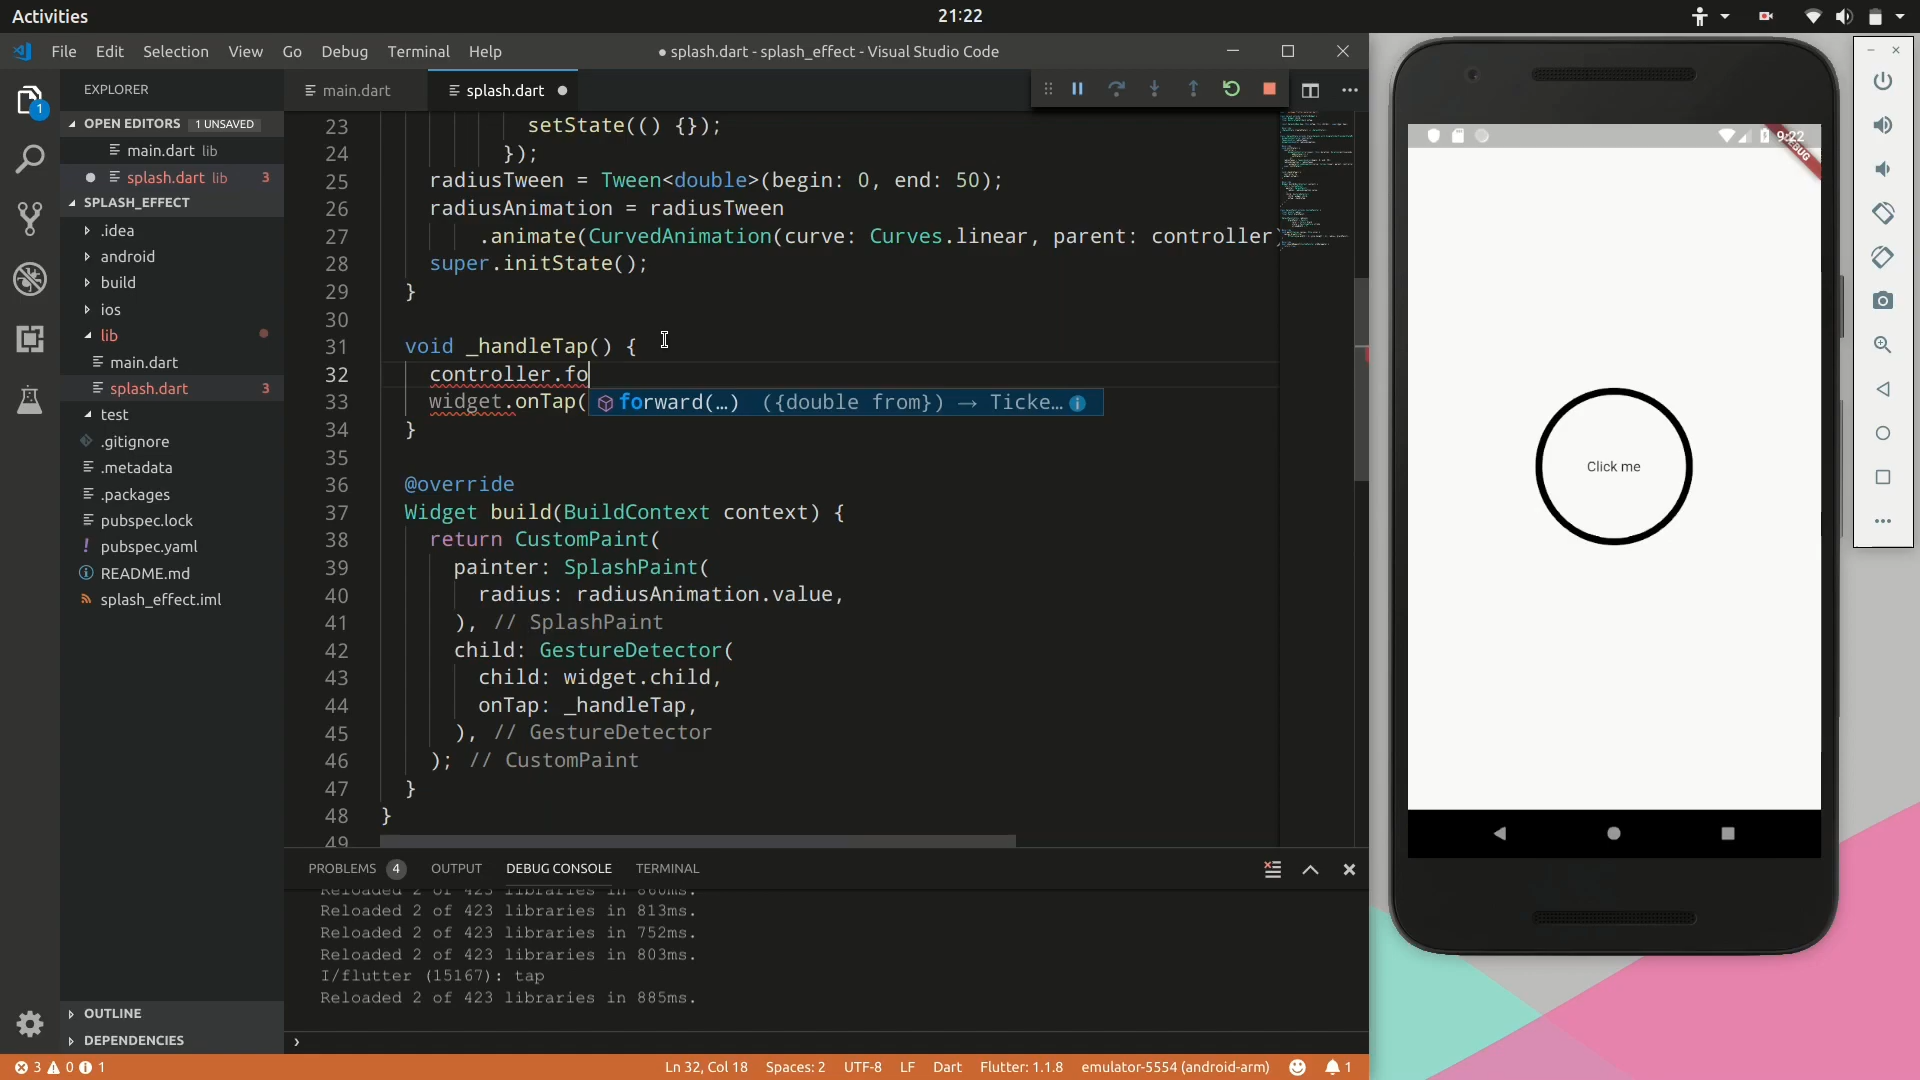 Activities
21:22
File Edit Selection View Go Debug Terminal Help
● splash.dart - splash_effect - Visual Studio Code
EXPLORER
main.dart
splash.dart
OPEN EDITORS 1 UNSAVED
main.dart lib
splash.dart lib 3
SPLASH_EFFECT
.idea
android
build
ios
lib
main.dart
splash.dart 3
test
.gitignore
.metadata
.packages
pubspec.lock
pubspec.yaml
README.md
splash_effect.iml
OUTLINE
DEPENDENCIES
1
23 setState(() {});
24 });
25 radiusTween = Tween<double>(begin: 0, end: 50);
26 radiusAnimation = radiusTween
27 .animate(CurvedAnimation(curve: Curves.linear, parent: controller
28 super.initState();
29 }
30
31 void _handleTap() {
32 controller.fo
33 widget.onTap(
forward(…) ({double from}) → Ticke…
34 }
35
36 @override
37 Widget build(BuildContext context) {
38 return CustomPaint(
39 painter: SplashPaint(
40 radius: radiusAnimation.value,
41 ), // SplashPaint
42 child: GestureDetector(
43 child: widget.child,
44 onTap: _handleTap,
45 ), // GestureDetector
46 ); // CustomPaint
47 }
48 }
49
PROBLEMS 4 OUTPUT DEBUG CONSOLE TERMINAL
Reloaded 2 of 423 libraries in 860ms.
Reloaded 2 of 423 libraries in 813ms.
Reloaded 2 of 423 libraries in 752ms.
Reloaded 2 of 423 libraries in 803ms.
I/flutter (15167): tap
Reloaded 2 of 423 libraries in 885ms.
3 0 1
Ln 32, Col 18 Spaces: 2 UTF-8 LF Dart Flutter: 1.1.8 emulator-5554 (android-arm) 1
9:22
DEBUG
Click me